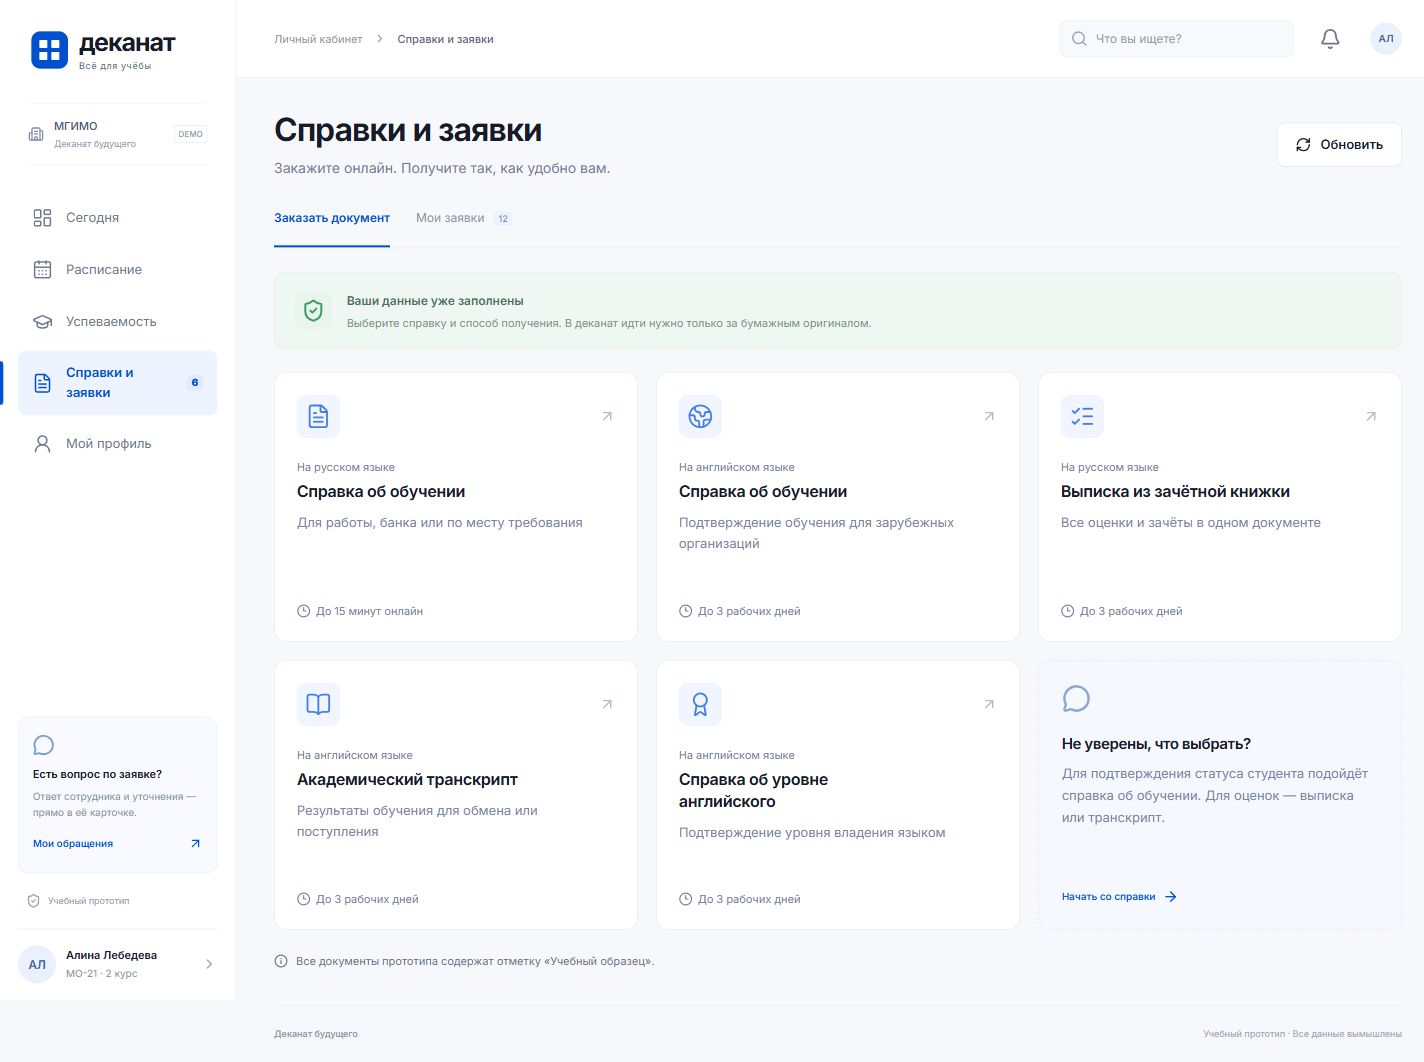 деканат
Всё для учёбы
МГИМО
Деканат будущего
DEMO
Сегодня
Расписание
Успеваемость
Справки и
заявки
6
Мой профиль
Есть вопрос по заявке?
Ответ сотрудника и уточнения —
прямо в её карточке.
Мои обращения
Учебный прототип
АЛ
Алина Лебедева
МО-21 · 2 курс
Личный кабинет
Справки и заявки
Что вы ищете?
АЛ
Справки и заявки
Закажите онлайн. Получите так, как удобно вам.
Обновить
Заказать документ
Мои заявки 12
Ваши данные уже заполнены
Выберите справку и способ получения. В деканат идти нужно только за бумажным оригиналом.
На русском языке
Справка об обучении
Для работы, банка или по месту требования
До 15 минут онлайн
На английском языке
Справка об обучении
Подтверждение обучения для зарубежных
организаций
До 3 рабочих дней
На русском языке
Выписка из зачётной книжки
Все оценки и зачёты в одном документе
До 3 рабочих дней
На английском языке
Академический транскрипт
Результаты обучения для обмена или
поступления
До 3 рабочих дней
На английском языке
Справка об уровне
английского
Подтверждение уровня владения языком
До 3 рабочих дней
Не уверены, что выбрать?
Для подтверждения статуса студента подойдёт
справка об обучении. Для оценок — выписка
или транскрипт.
Начать со справки
Все документы прототипа содержат отметку «Учебный образец».
Деканат будущего
Учебный прототип · Все данные вымышлены